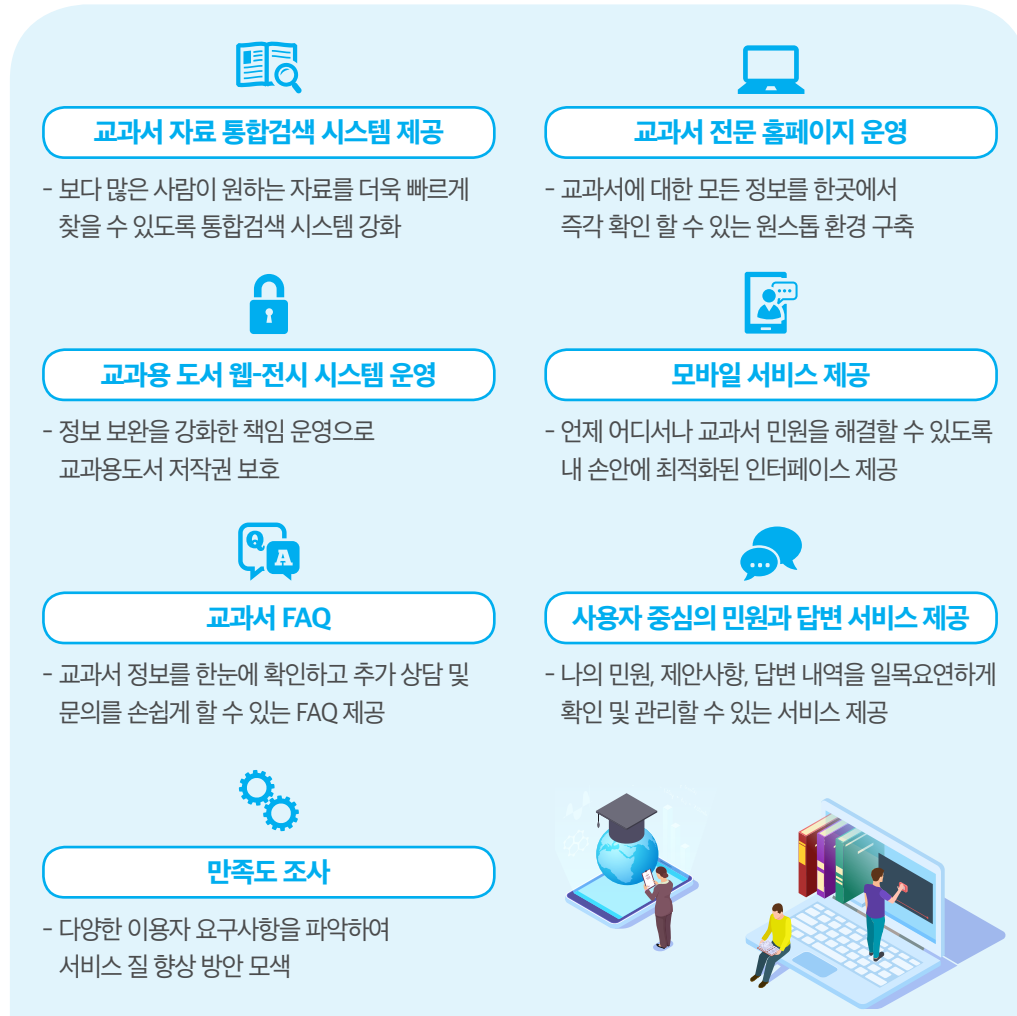 교과서 자료 통합검색 시스템 제공
- 보다 많은 사람이 원하는 자료를 더욱 빠르게
찾을 수 있도록 통합검색 시스템 강화
교과서 전문 홈페이지 운영
- 교과서에 대한 모든 정보를 한곳에서
즉각 확인 할 수 있는 원스톱 환경 구축
교과용 도서 웹-전시 시스템 운영
- 정보 보완을 강화한 책임 운영으로
교과용도서 저작권 보호
모바일 서비스 제공
- 언제 어디서나 교과서 민원을 해결할 수 있도록
내 손안에 최적화된 인터페이스 제공
Q
A
교과서 FAQ
- 교과서 정보를 한눈에 확인하고 추가 상담 및
문의를 손쉽게 할 수 있는 FAQ 제공
사용자 중심의 민원과 답변 서비스 제공
- 나의 민원, 제안사항, 답변 내역을 일목요연하게
확인 및 관리할 수 있는 서비스 제공
만족도 조사
- 다양한 이용자 요구사항을 파악하여
서비스 질 향상 방안 모색